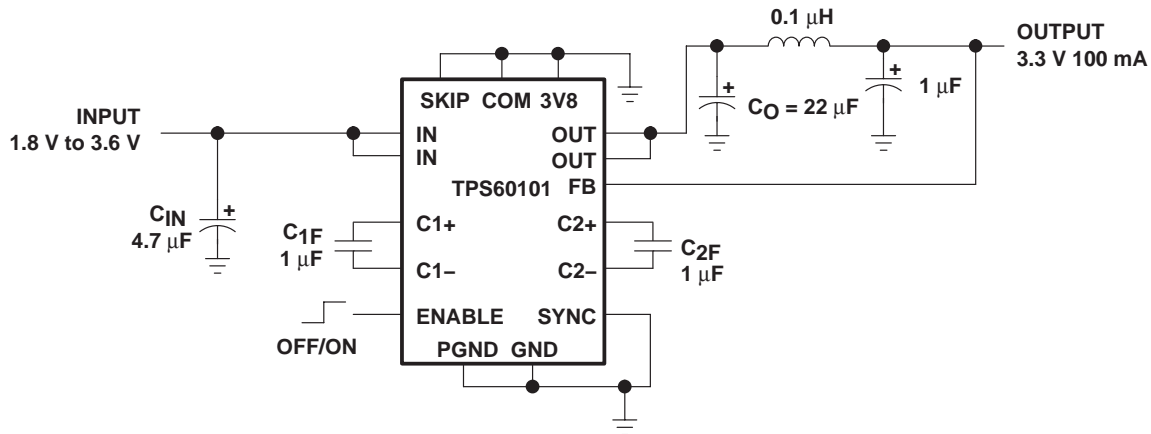 0.1 μH
OUTPUT
3.3 V 100 mA
+
+
1 μF
CO = 22 μF
SKIP COM 3V8
INPUT
1.8 V to 3.6 V
IN
OUT
IN
OUT
TPS60101 FB
CIN
+
4.7 μF
C1F
1 μF
C1+
C2+
C2F
1 μF
C1–
C2–
OFF/ON
ENABLE
SYNC
PGND GND